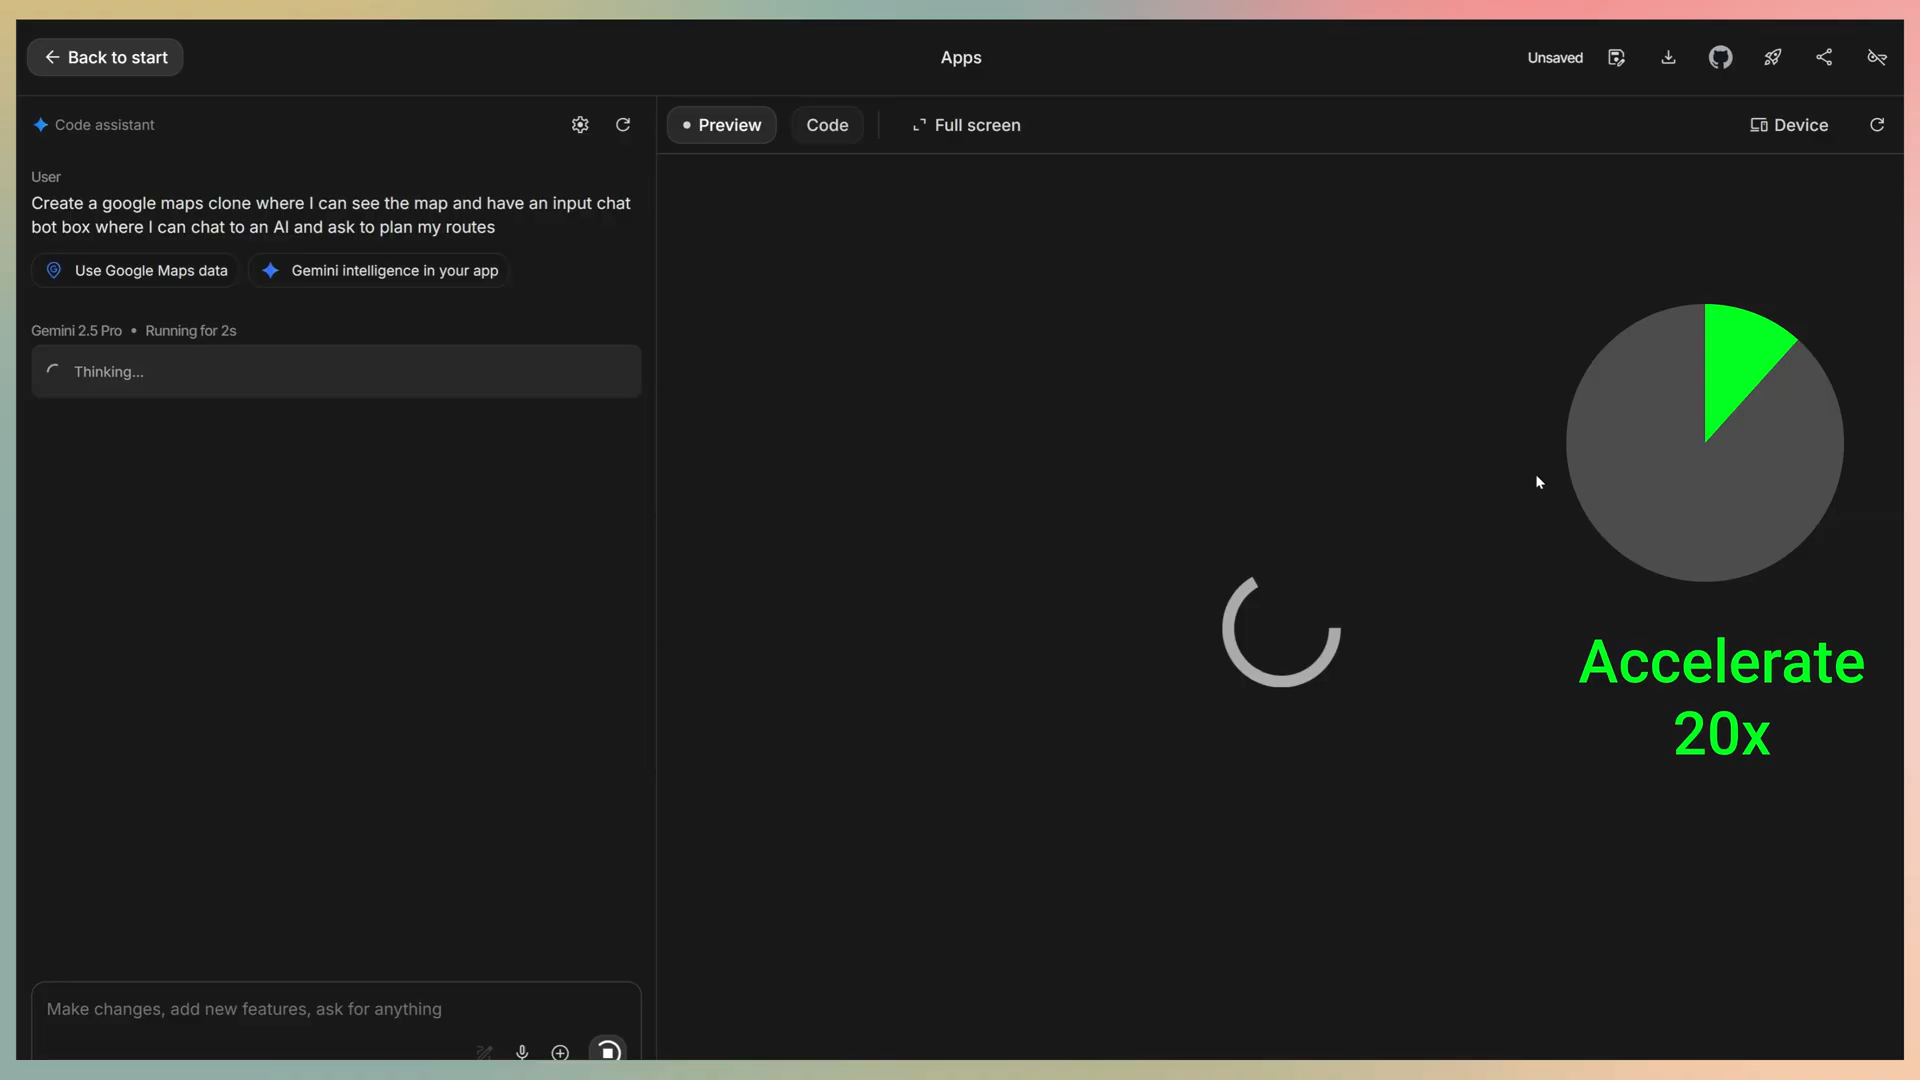 Back to start
Apps
Unsaved
Code assistant
Preview
Code
Full screen
Device
User
Create a google maps clone where I can see the map and have an input chat
bot box where I can chat to an AI and ask to plan my routes
Use Google Maps data
Gemini intelligence in your app
Gemini 2.5 Pro • Running for 2s
Thinking...
Accelerate
20x
Make changes, add new features, ask for anything